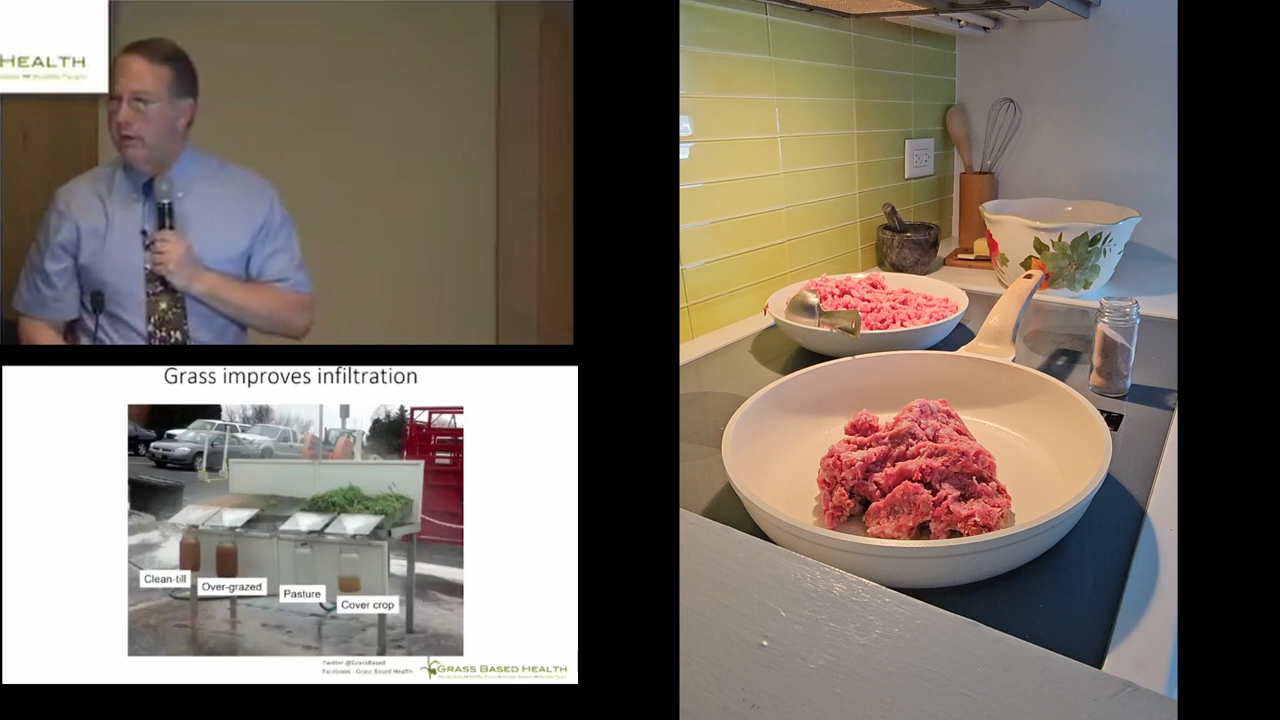 HEALTH
Grass improves infiltration
Clean-till
Over-grazed
Pasture
Cover crop
Twitter @GrassBased
Facebook - Grass Based Health
GRASS BASED HEALTH